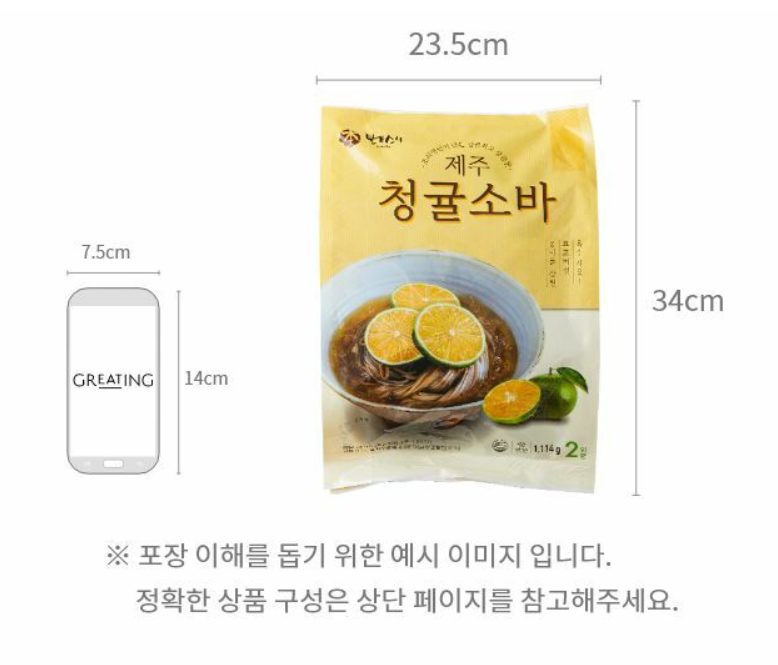 23.5cm
제주
청귤소바
34cm
7.5cm
GREATING
14cm
1,114g 2인분
※ 포장 이해를 돕기 위한 예시 이미지 입니다.
정확한 상품 구성은 상단 페이지를 참고해주세요.